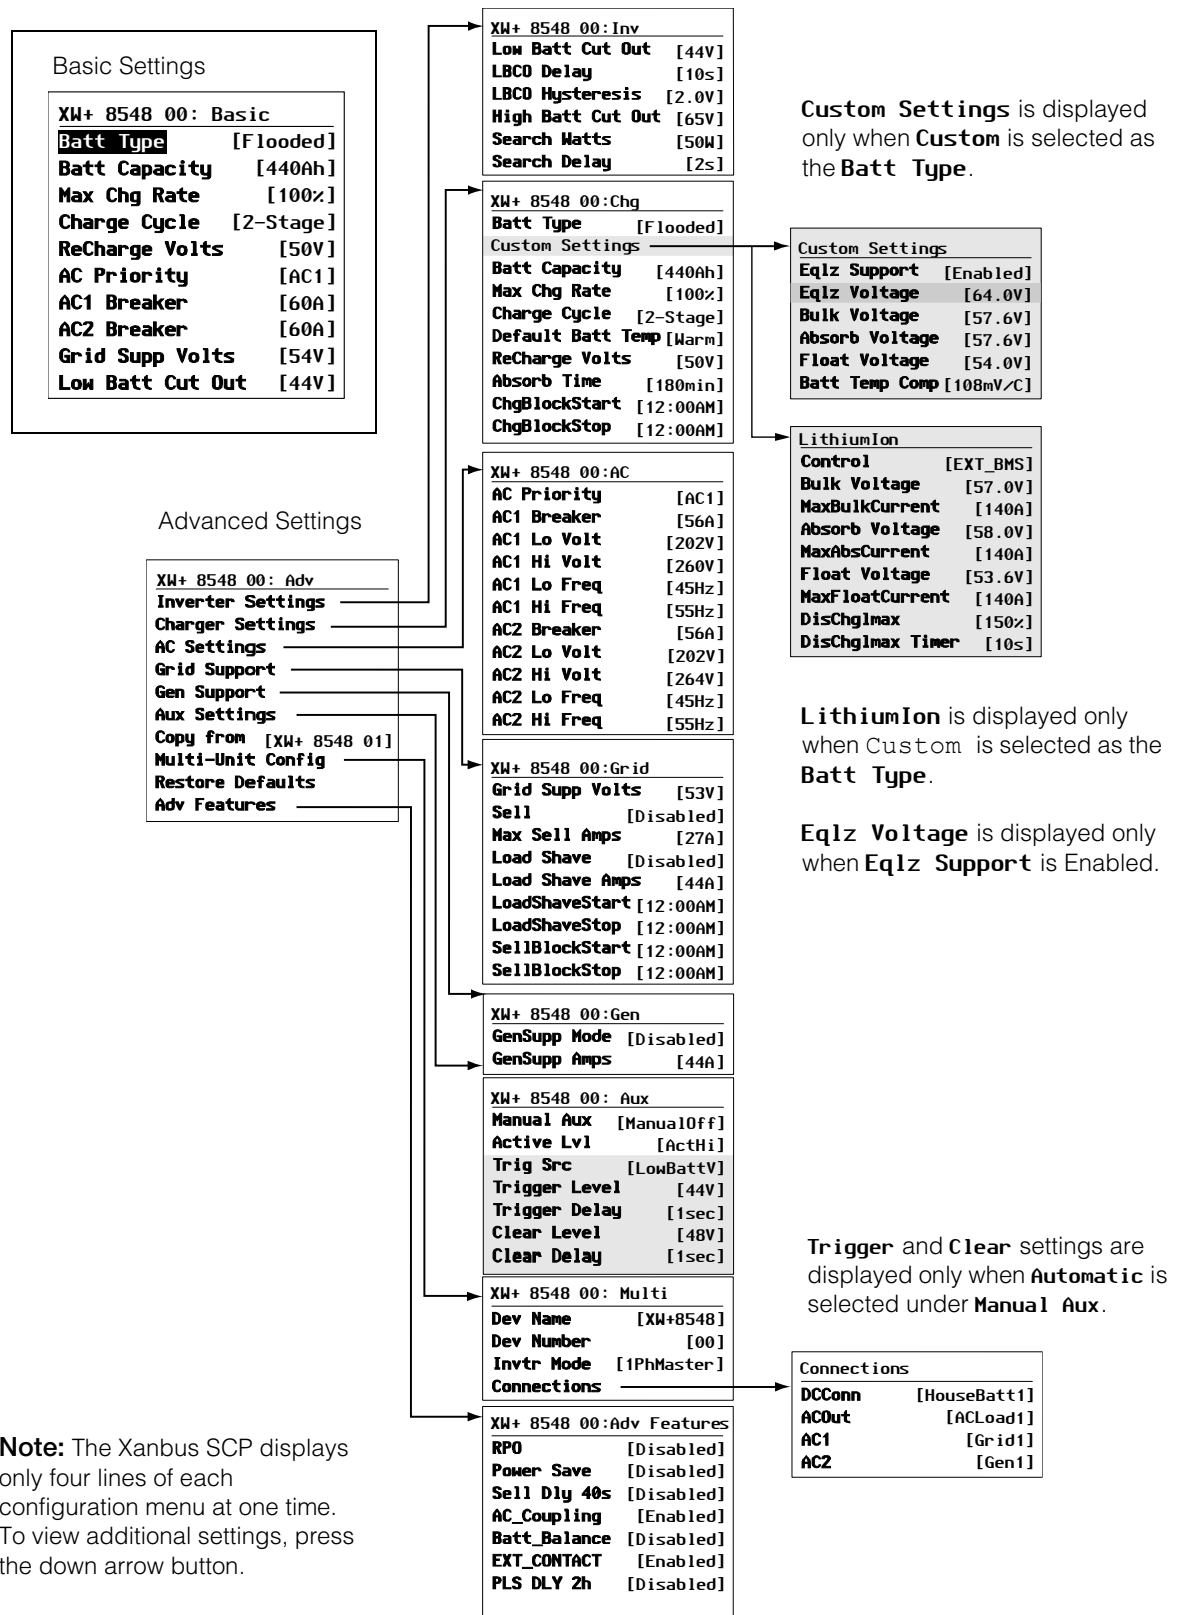 Basic Settings
XW+ 8548 00: Basic
Batt Type [Flooded]
Batt Capacity [440Ah]
Max Chg Rate [100%]
Charge Cycle [2-Stage]
ReCharge Volts [50V]
AC Priority [AC1]
AC1 Breaker [60A]
AC2 Breaker [60A]
Grid Supp Volts [54V]
Low Batt Cut Out [44V]
Advanced Settings
XW+ 8548 00: Adv
Inverter Settings
Charger Settings
AC Settings
Grid Support
Gen Support
Aux Settings
Copy from [XW+ 8548 01]
Multi-Unit Config
Restore Defaults
Adv Features
XW+ 8548 00:Inv
Low Batt Cut Out [44V]
LBCO Delay [10s]
LBCO Hysteresis [2.0V]
High Batt Cut Out [65V]
Search Watts [50W]
Search Delay [2s]
XW+ 8548 00:Chg
Batt Type [Flooded]
Custom Settings
Batt Capacity [440Ah]
Max Chg Rate [100%]
Charge Cycle [2-Stage]
Default Batt Temp [Warm]
ReCharge Volts [50V]
Absorb Time [180min]
ChgBlockStart [12:00AM]
ChgBlockStop [12:00AM]
XW+ 8548 00:AC
AC Priority [AC1]
AC1 Breaker [56A]
AC1 Lo Volt [202V]
AC1 Hi Volt [260V]
AC1 Lo Freq [45Hz]
AC1 Hi Freq [55Hz]
AC2 Breaker [56A]
AC2 Lo Volt [202V]
AC2 Hi Volt [264V]
AC2 Lo Freq [45Hz]
AC2 Hi Freq [55Hz]
XW+ 8548 00:Grid
Grid Supp Volts [53V]
Sell [Disabled]
Max Sell Amps [27A]
Load Shave [Disabled]
Load Shave Amps [44A]
LoadShaveStart [12:00AM]
LoadShaveStop [12:00AM]
SellBlockStart [12:00AM]
SellBlockStop [12:00AM]
XW+ 8548 00:Gen
GenSupp Mode [Disabled]
GenSupp Amps [44A]
XW+ 8548 00: Aux
Manual Aux [ManualOff]
Active Lvl [ActHi]
Trig Src [LowBattV]
Trigger Level [44V]
Trigger Delay [1sec]
Clear Level [48V]
Clear Delay [1sec]
XW+ 8548 00: Multi
Dev Name [XW+8548]
Dev Number [00]
Invtr Mode [1PhMaster]
Connections
XW+ 8548 00:Adv Features
RPO [Disabled]
Power Save [Disabled]
Sell Dly 40s [Disabled]
AC_Coupling [Enabled]
Batt_Balance [Disabled]
EXT_CONTACT [Enabled]
PLS DLY 2h [Disabled]
Custom Settings is displayed
only when Custom is selected as
the Batt Type.
Custom Settings
Eqlz Support [Enabled]
Eqlz Voltage [64.0V]
Bulk Voltage [57.6V]
Absorb Voltage [57.6V]
Float Voltage [54.0V]
Batt Temp Comp [108mV/C]
LithiumIon
Control [EXT_BMS]
Bulk Voltage [57.0V]
MaxBulkCurrent [140A]
Absorb Voltage [58.0V]
MaxAbsCurrent [140A]
Float Voltage [53.6V]
MaxFloatCurrent [140A]
DisChgImax [150%]
DisChgImax Timer [10s]
LithiumIon is displayed only
when Custom is selected as the
Batt Type.
Eqlz Voltage is displayed only
when Eqlz Support is Enabled.
Trigger and Clear settings are
displayed only when Automatic is
selected under Manual Aux.
Connections
DCConn [HouseBatt1]
ACOut [ACLoad1]
AC1 [Grid1]
AC2 [Gen1]
Note: The Xanbus SCP displays
only four lines of each
configuration menu at one time.
To view additional settings, press
the down arrow button.